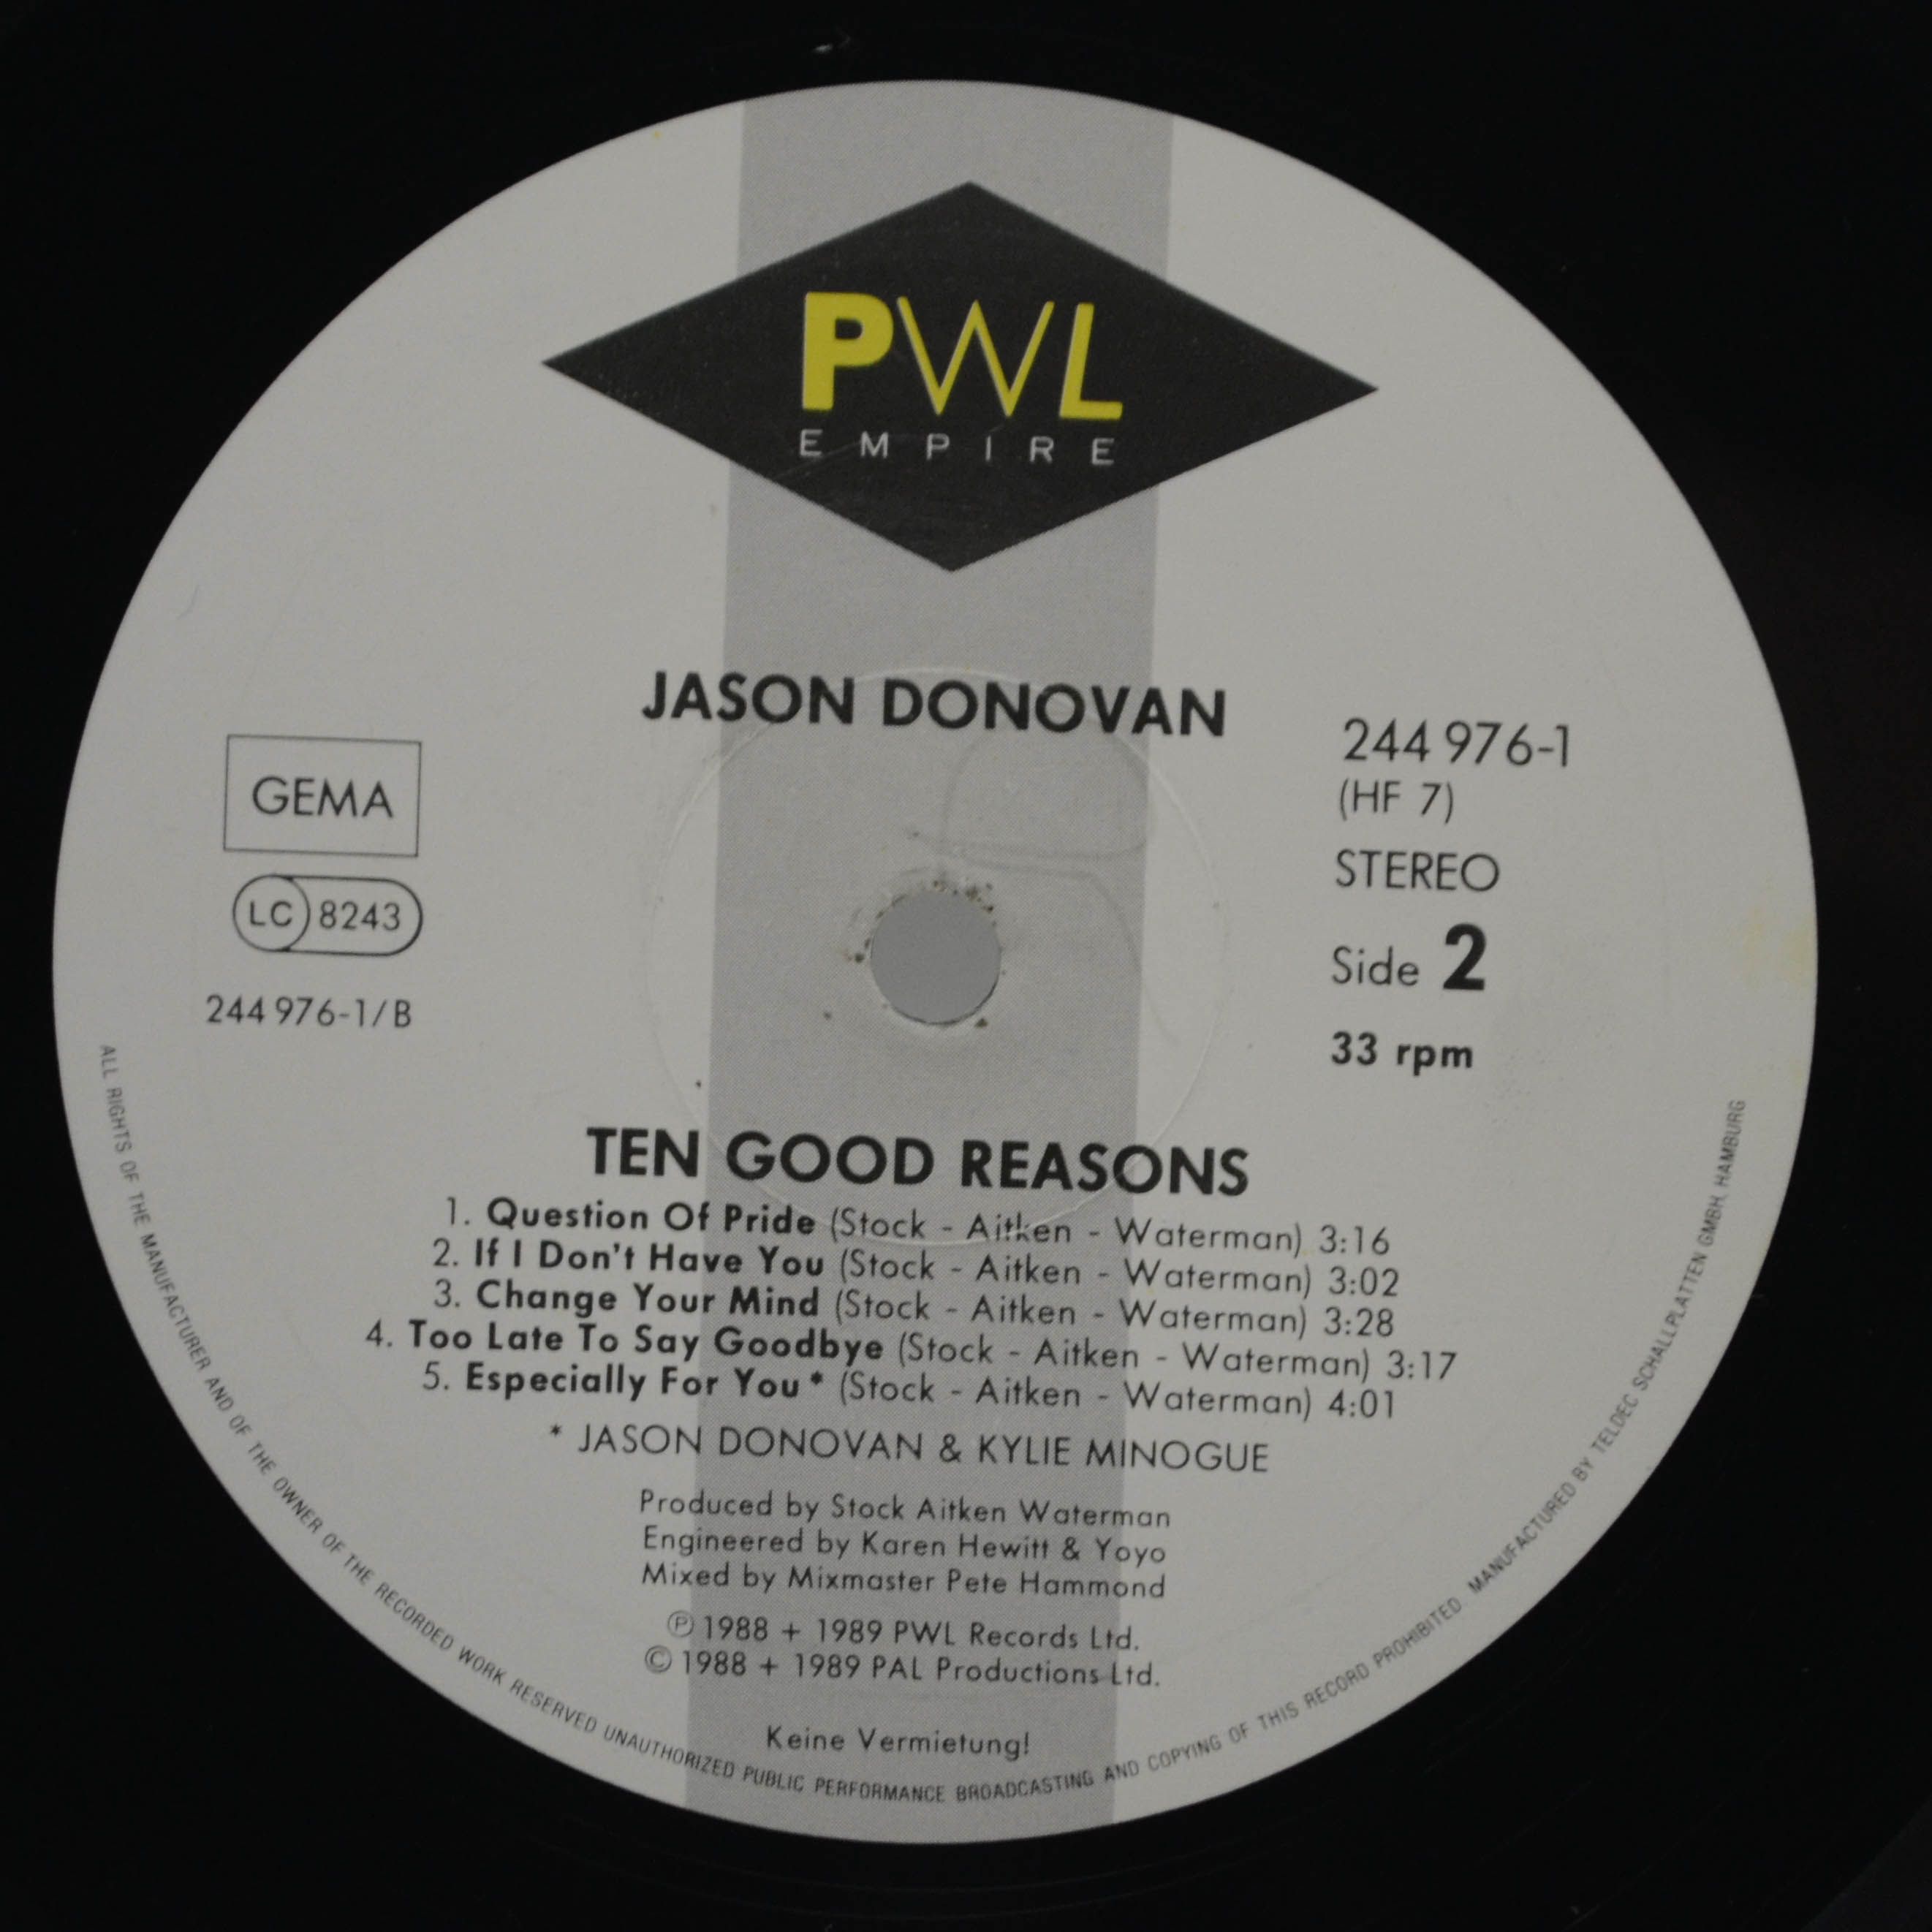 PWL
EMPIRE
JASON DONOVAN
GEMA
LC 8243
244 976-1/B
244 976-1
(HF 7)
STEREO
Side 2
33 rpm
TEN GOOD REASONS
1. Question Of Pride (Stock - Aitken - Waterman) 3:16
2. If I Don't Have You (Stock - Aitken - Waterman) 3:02
3. Change Your Mind (Stock - Aitken - Waterman) 3:28
4. Too Late To Say Goodbye (Stock - Aitken - Waterman) 3:17
5. Especially For You* (Stock - Aitken - Waterman) 4:01
* JASON DONOVAN & KYLIE MINOGUE
Produced by Stock Aitken Waterman
Engineered by Karen Hewitt & Yoyo
Mixed by Mixmaster Pete Hammond
℗ 1988 + 1989 PWL Records Ltd.
© 1988 + 1989 PAL Productions Ltd.
Keine Vermietung!
ALL RIGHTS OF THE MANUFACTURER AND OF THE OWNER OF THE RECORDED WORK RESERVED UNAUTHORIZED PUBLIC PERFORMANCE BROADCASTING AND COPYING OF THIS RECORD PROHIBITED. MANUFACTURED BY TELDEC SCHALLPLATTEN GMBH, HAMBURG